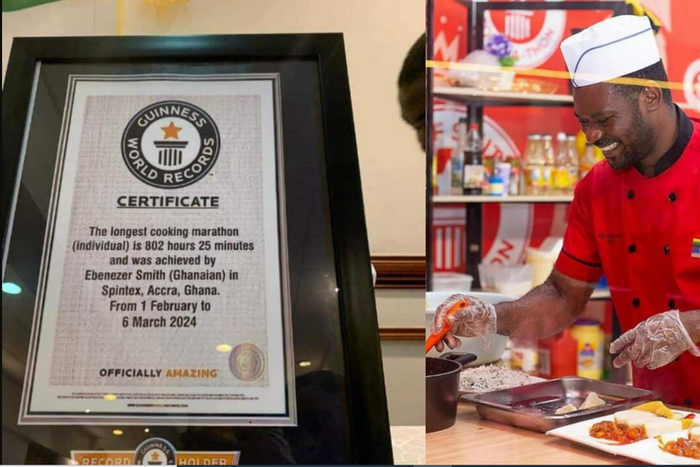 GUINNESS
WORLD RECORDS
CERTIFICATE
The longest cooking marathon
(individual) is 802 hours 25 minutes
and was achieved by
Ebenezer Smith (Ghanaian) in
Spintex, Accra, Ghana.
From 1 February to
6 March 2024
OFFICIALLY AMAZING
RECORD HOLDER